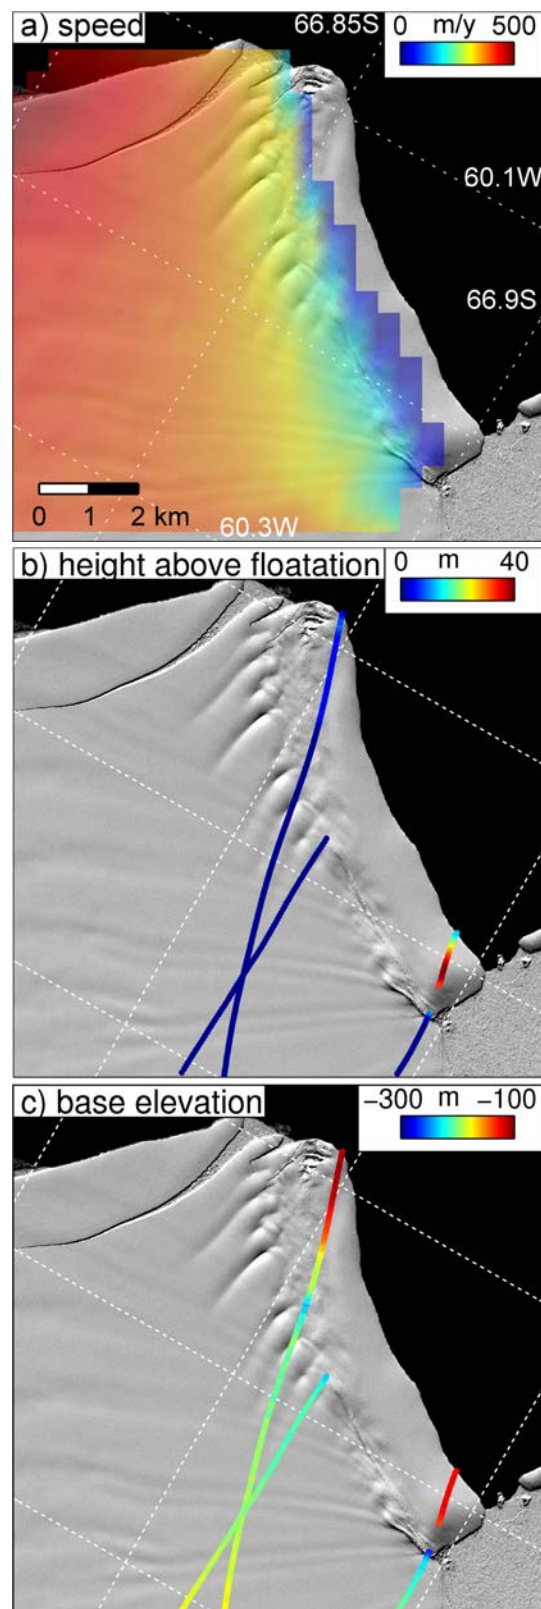 a) speed
66.85S
0 m/y 500
60.1W
66.9S
0 1 2 km
60.3W
b) height above floatation
0 m 40
c) base elevation
−300 m −100